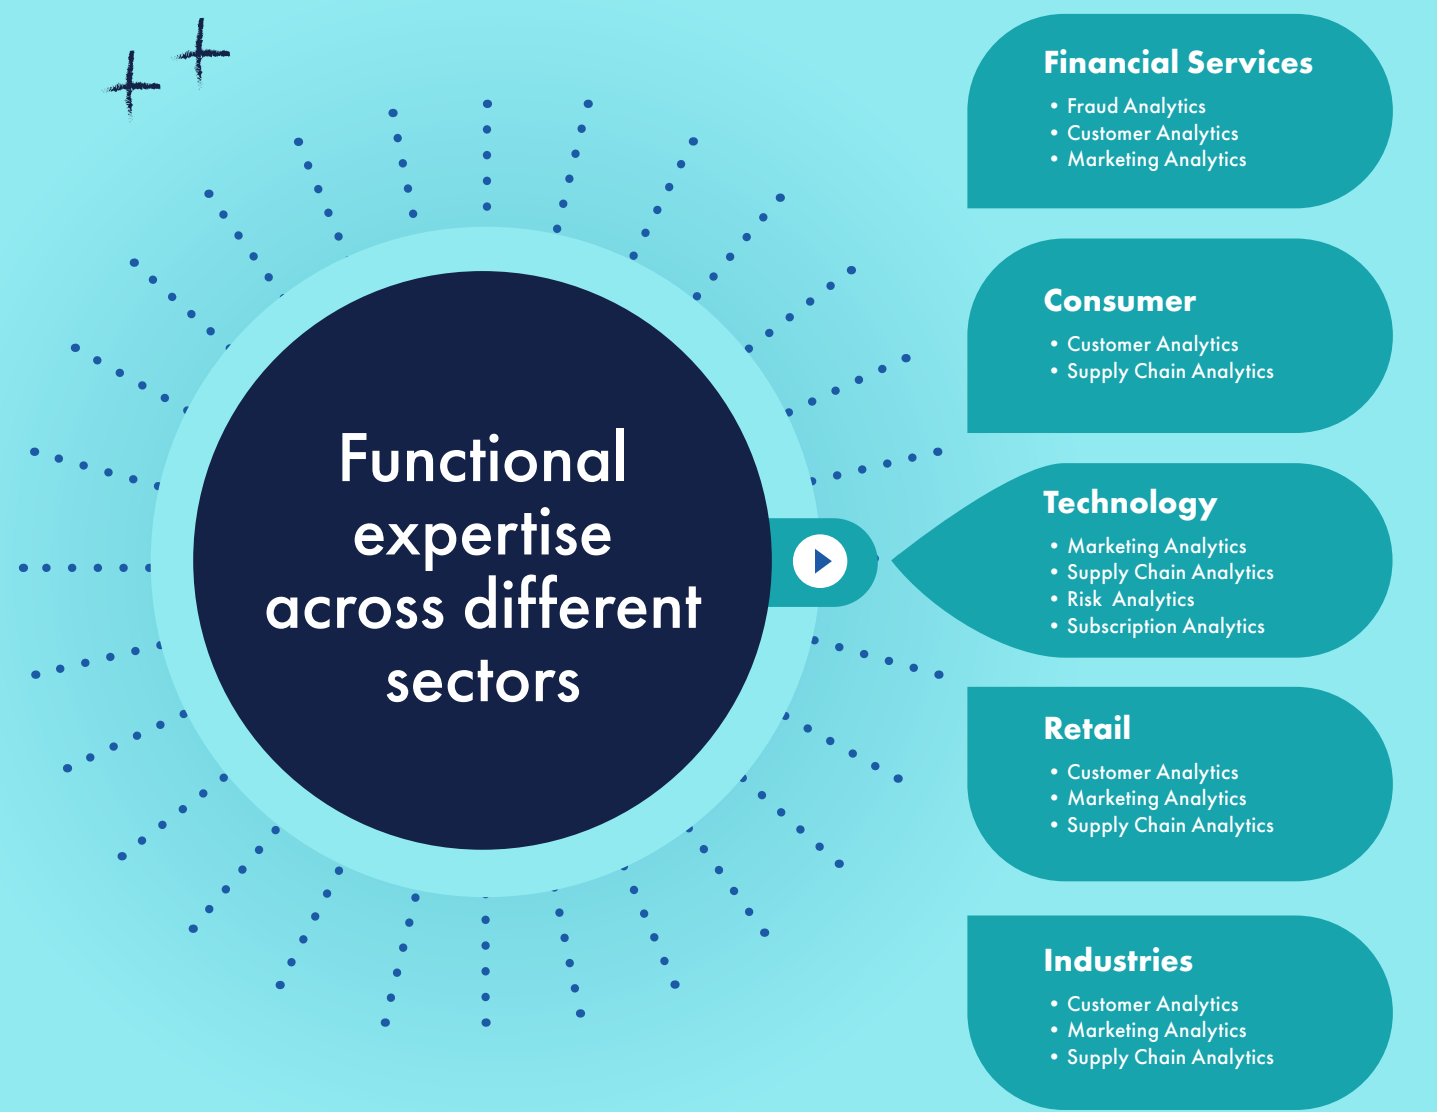 Functional
expertise
across different
sectors
Financial Services
• Fraud Analytics
• Customer Analytics
• Marketing Analytics
Consumer
• Customer Analytics
• Supply Chain Analytics
Technology
• Marketing Analytics
• Supply Chain Analytics
• Risk  Analytics
• Subscription Analytics
Retail
• Customer Analytics
• Marketing Analytics
• Supply Chain Analytics
Industries
• Customer Analytics
• Marketing Analytics
• Supply Chain Analytics